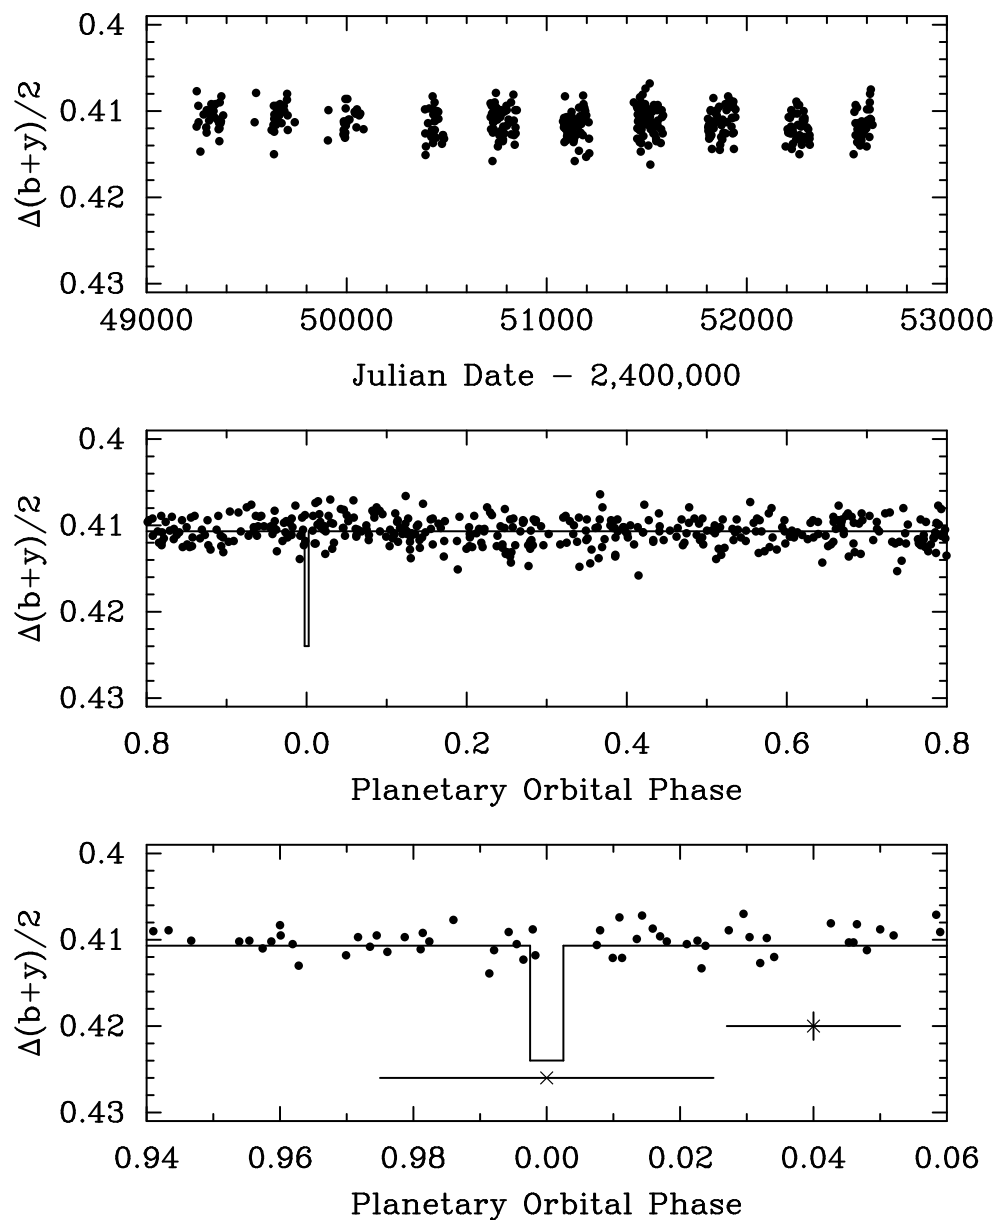 0.4
0.41
0.42
0.43
Δ(b+y)/2
49000 50000 51000 52000 53000
Julian Date − 2,400,000
0.4
0.41
0.42
0.43
Δ(b+y)/2
0.8 0.0 0.2 0.4 0.6 0.8
Planetary Orbital Phase
0.4
0.41
0.42
0.43
Δ(b+y)/2
0.94 0.96 0.98 0.00 0.02 0.04 0.06
Planetary Orbital Phase